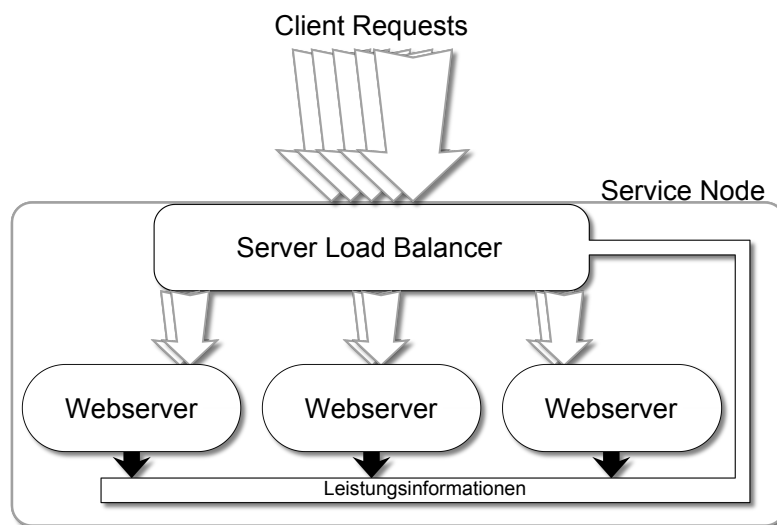 Client Requests
Service Node
Server Load Balancer
Webserver
Webserver
Webserver
Leistungsinformationen